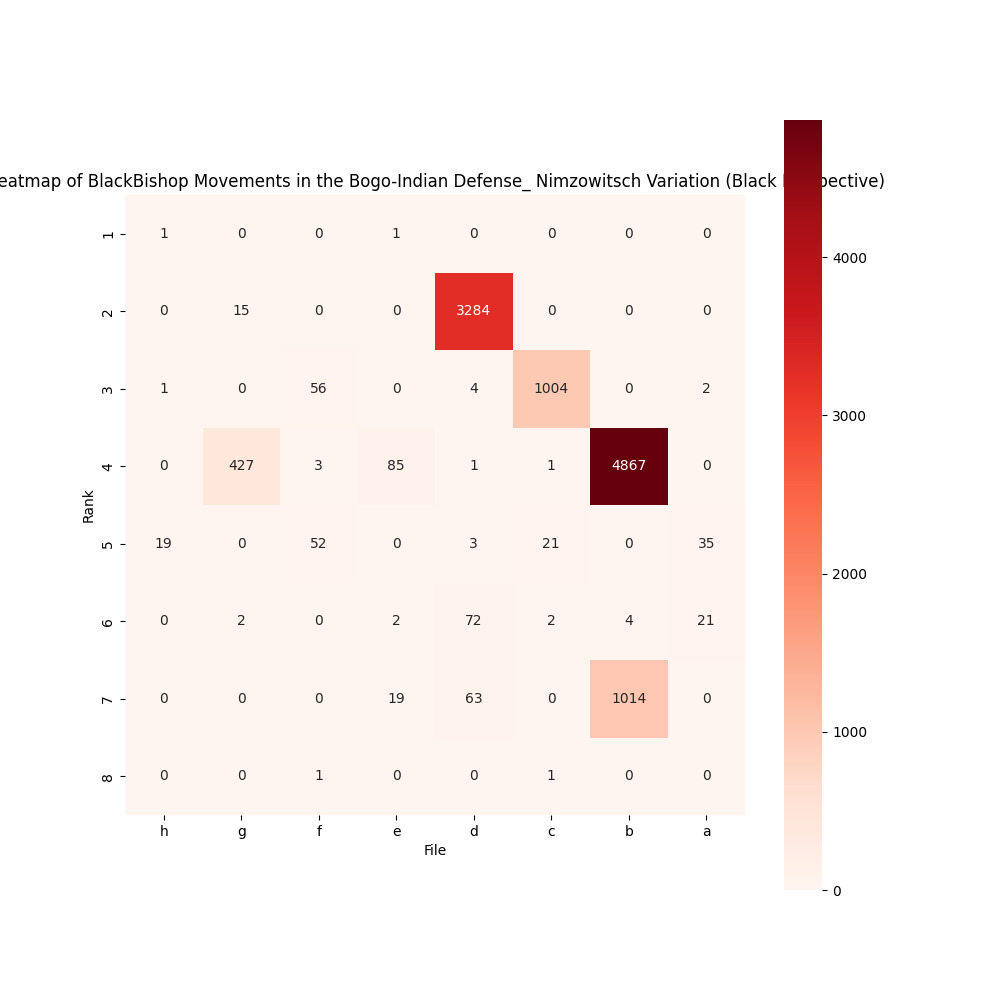 eatmap of BlackBishop Movements in the Bogo-Indian Defense_ Nimzowitsch Variation (Black pective)
1 1 0 0 1 0 0 0 0
2 0 15 0 0 3284 0 0 0
3 1 0 56 0 4 1004 0 2
4 0 427 3 85 1 1 4867 0
5 19 0 52 0 3 21 0 35
6 0 2 0 2 72 2 4 21
7 0 0 0 19 63 0 1014 0
8 0 0 1 0 0 1 0 0
h g f e d c b a
File
Rank
4000
3000
2000
1000
0